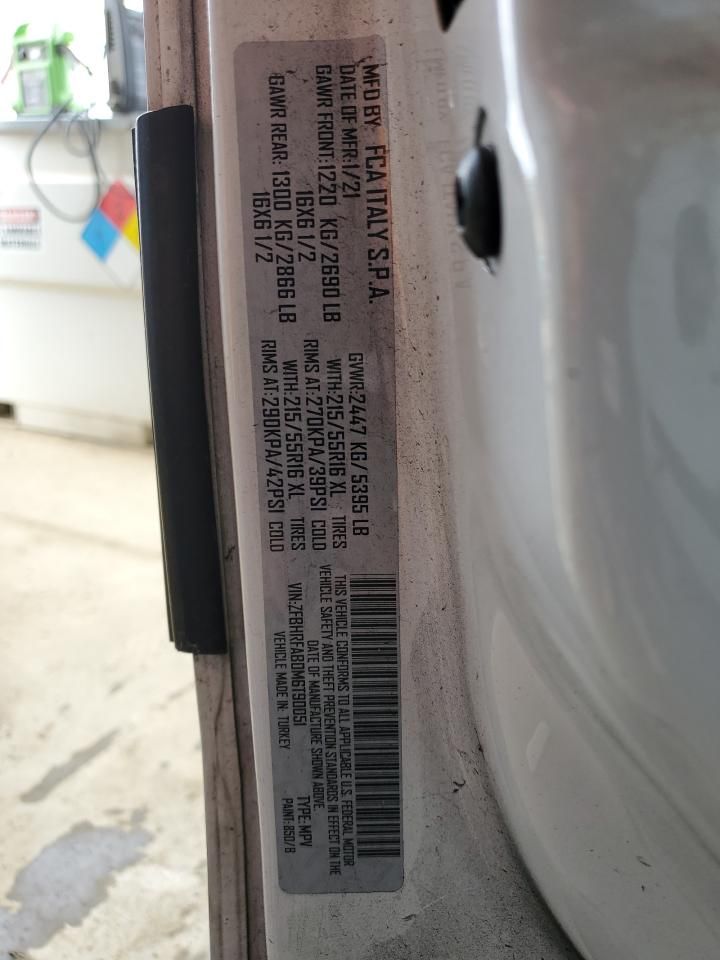 MFD BY FCA ITALY S.P.A.
DATE OF MFR:1/21 GVWR:2447 KG/5395 LB
GAWR FRONT:1220 KG/2690 LB WITH:215/55R16 XL TIRES
16X6 1/2 RIMS AT:270KPA/39PSI COLD
GAWR REAR: 1300 KG/2866 LB WITH:215/55R16 XL TIRES
16X6 1/2 RIMS AT:290KPA/42PSI COLD
THIS VEHICLE CONFORMS TO ALL APPLICABLE U.S. FEDERAL MOTOR
VEHICLE SAFETY AND THEFT PREVENTION STANDARDS IN EFFECT ON THE
DATE OF MANUFACTURE SHOWN ABOVE
VIN:ZFBHRFAB0M6T90051 TYPE:MPV
VEHICLE MADE IN: TURKEY PAINT:850/B